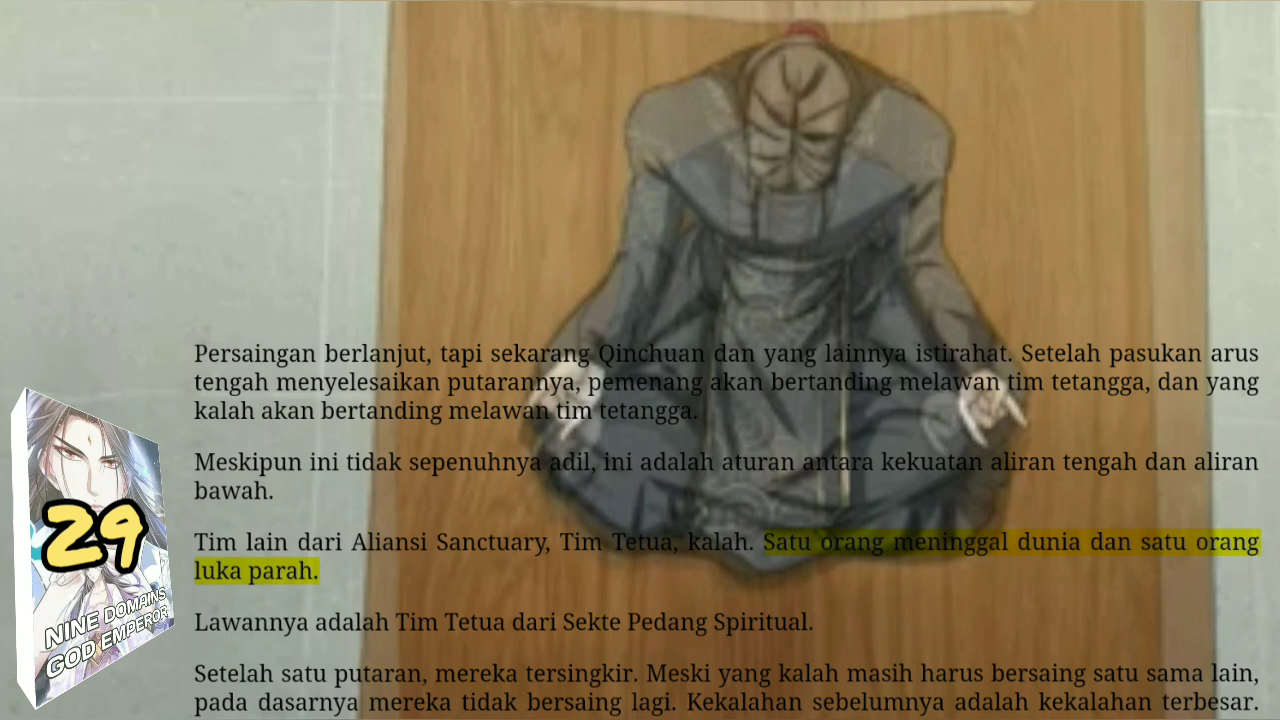 Persaingan berlanjut, tapi sekarang Qinchuan dan yang lainnya istirahat. Setelah pasukan arus
tengah menyelesaikan putarannya, pemenang akan bertanding melawan tim tetangga, dan yang
kalah akan bertanding melawan tim tetangga.
Meskipun ini tidak sepenuhnya adil, ini adalah aturan antara kekuatan aliran tengah dan aliran
bawah.
Tim lain dari Aliansi Sanctuary, Tim Tetua, kalah. Satu orang meninggal dunia dan satu orang
luka parah.
Lawannya adalah Tim Tetua dari Sekte Pedang Spiritual.
Setelah satu putaran, mereka tersingkir. Meski yang kalah masih harus bersaing satu sama lain,
pada dasarnya mereka tidak bersaing lagi. Kekalahan sebelumnya adalah kekalahan terbesar.
29
NINE DOMAINS
GOD EMPEROR